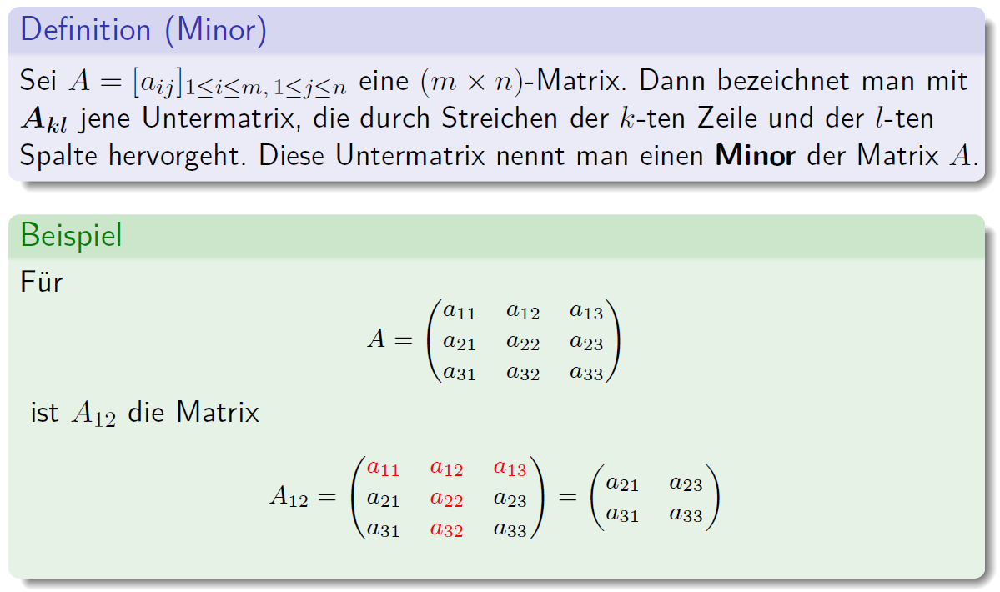 Definition (Minor)
Sei $A = [a_{ij}]_{1 \leq i \leq m,\, 1 \leq j \leq n}$ eine $(m \times n)$-Matrix. Dann bezeichnet man mit
$\boldsymbol{A_{kl}}$ jene Untermatrix, die durch Streichen der $k$-ten Zeile und der $l$-ten
Spalte hervorgeht. Diese Untermatrix nennt man einen **Minor** der Matrix $A$.
Beispiel
Für
$A = \begin{pmatrix} a_{11} & a_{12} & a_{13} \\ a_{21} & a_{22} & a_{23} \\ a_{31} & a_{32} & a_{33} \end{pmatrix}$
ist $A_{12}$ die Matrix
$A_{12} = \begin{pmatrix} a_{11} & a_{12} & a_{13} \\ a_{21} & a_{22} & a_{23} \\ a_{31} & a_{32} & a_{33} \end{pmatrix} = \begin{pmatrix} a_{21} & a_{23} \\ a_{31} & a_{33} \end{pmatrix}$